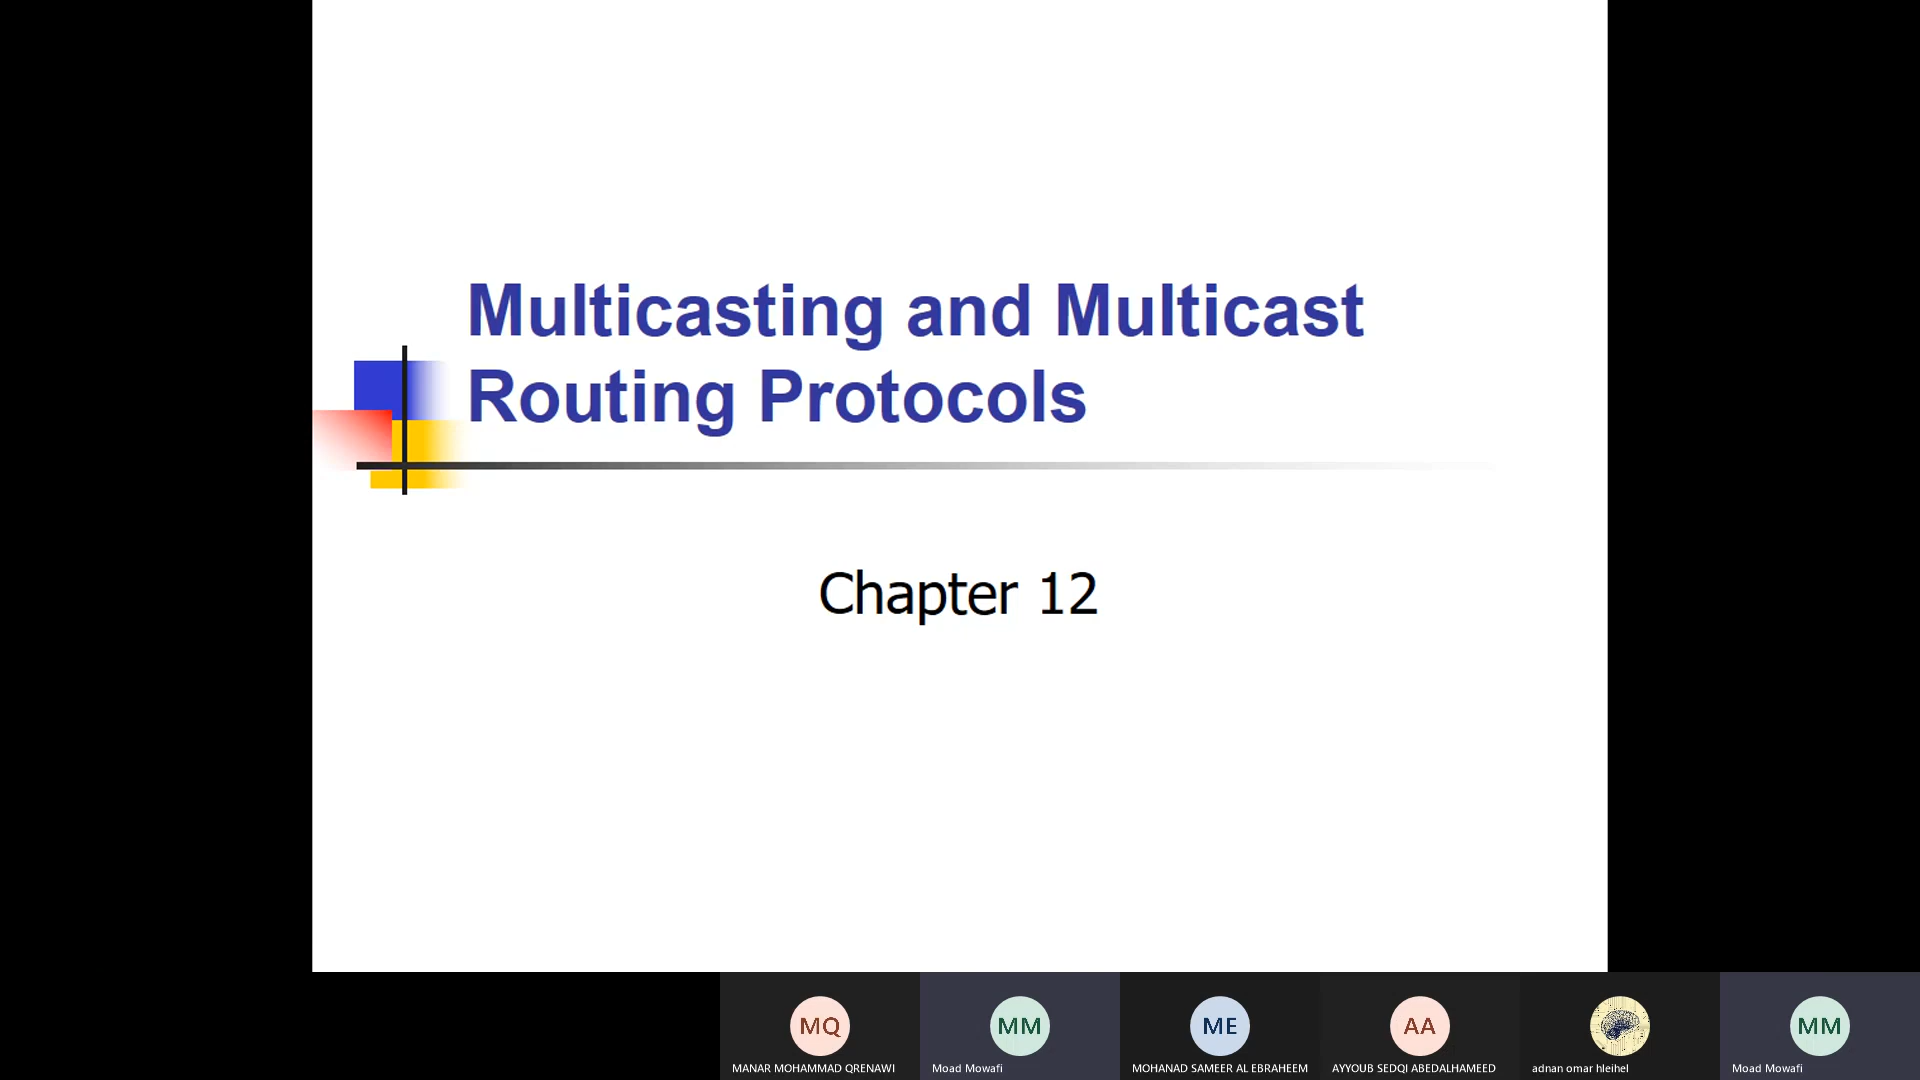 Multicasting and Multicast
Routing Protocols
Chapter 12
MQ
MM
ME
AA
MM
MANAR MOHAMMAD QRENAWI
Moad Mowafi
MOHANAD SAMEER AL EBRAHEEM
AYYOUB SEDQI ABEDALHAMEED
adnan omar hleihel
Moad Mowafi